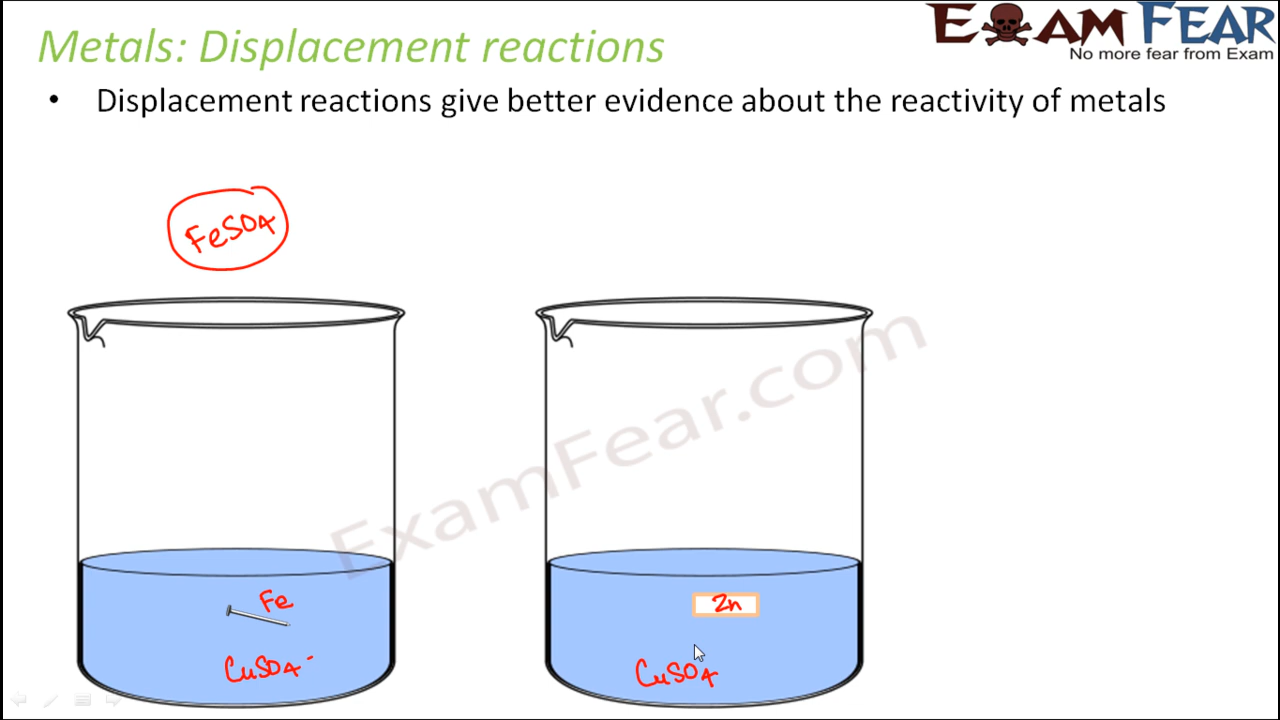 Metals: Displacement reactions
EXAM FEAR
No more fear from Exam
• Displacement reactions give better evidence about the reactivity of metals
FeSO4
ExamFear.com
Fe
Zn
CuSO4
CuSO4